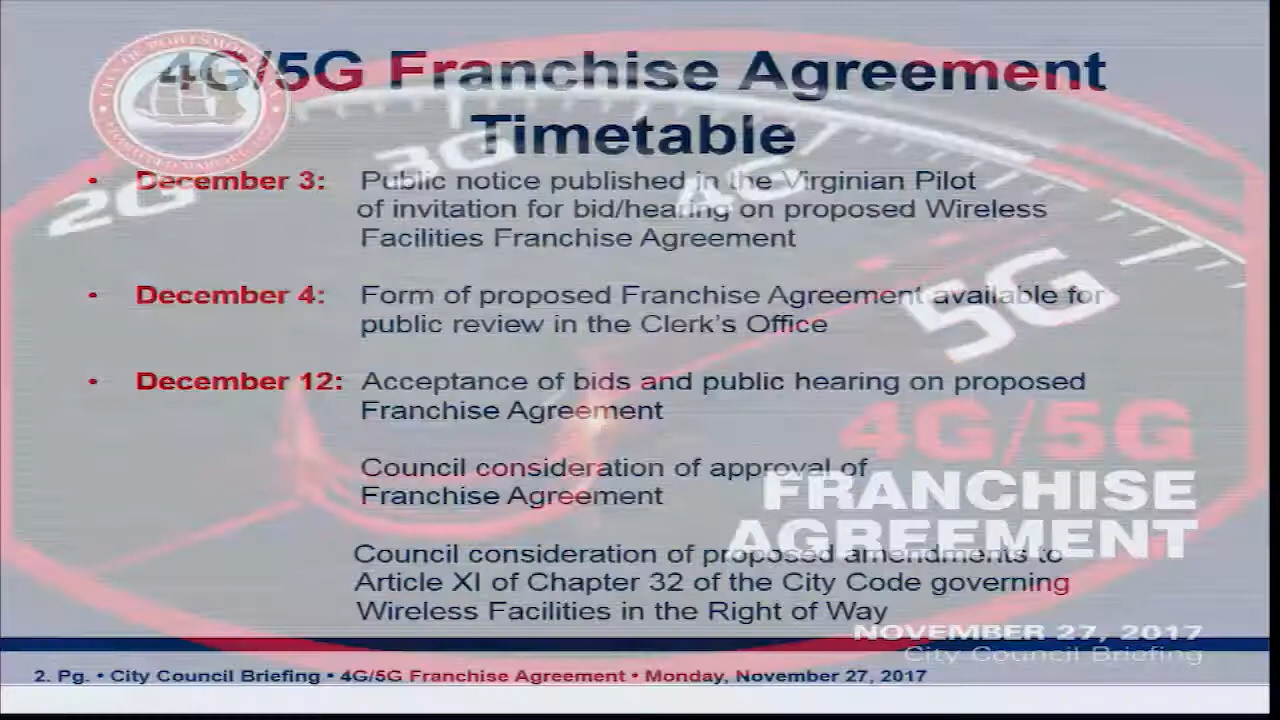 4G/5G Franchise Agreement
Timetable
2G
3G
4G
5G
• December 3: Public notice published in the Virginian Pilot
of invitation for bid/hearing on proposed Wireless
Facilities Franchise Agreement
• December 4: Form of proposed Franchise Agreement available for
public review in the Clerk's Office
• December 12: Acceptance of bids and public hearing on proposed
Franchise Agreement
Council consideration of approval of
Franchise Agreement
Council consideration of proposed amendments to
Article XI of Chapter 32 of the City Code governing
Wireless Facilities in the Right of Way
4G/5G
FRANCHISE
AGREEMENT
NOVEMBER 27, 2017
City Council Briefing
2. Pg. • City Council Briefing • 4G/5G Franchise Agreement • Monday, November 27, 2017